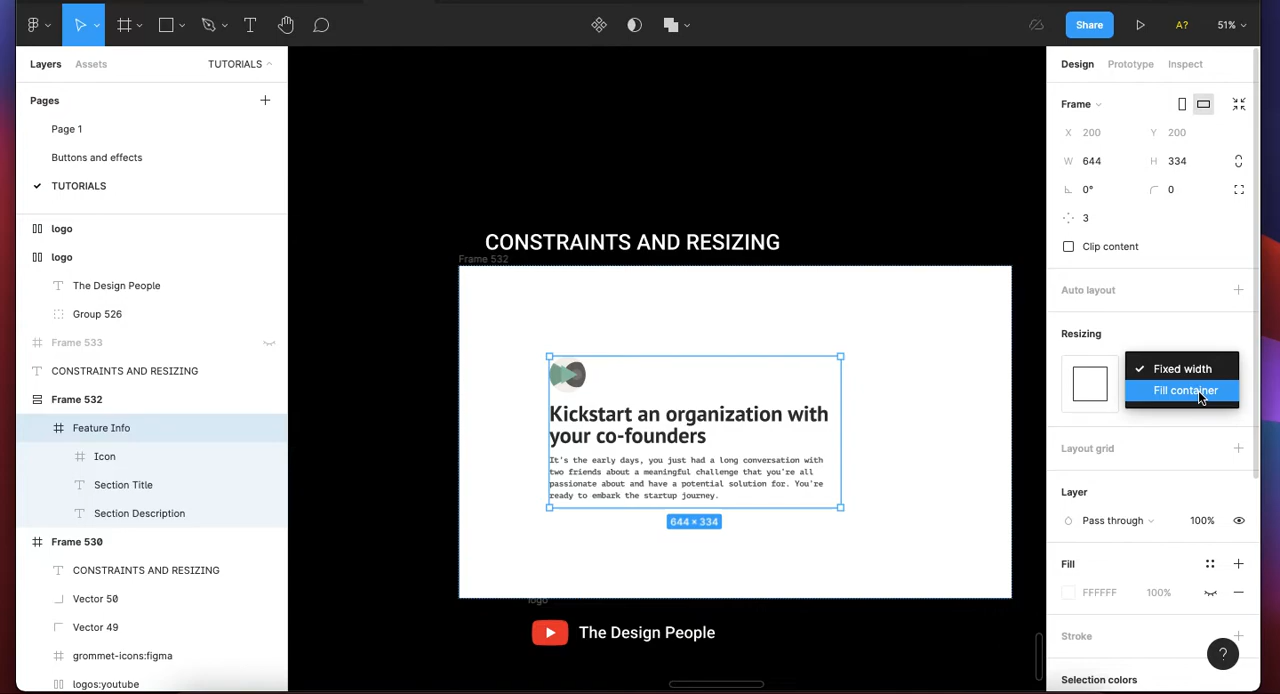 Share
A?
51%
Layers
Assets
TUTORIALS
Pages
Page 1
Buttons and effects
TUTORIALS
logo
logo
The Design People
Group 526
Frame 533
CONSTRAINTS AND RESIZING
Frame 532
Feature Info
Icon
Section Title
Section Description
Frame 530
CONSTRAINTS AND RESIZING
Vector 50
Vector 49
grommet-icons:figma
logos:youtube
CONSTRAINTS AND RESIZING
Frame 532
Kickstart an organization with
your co-founders
It's the early days, you just had a long conversation with
two friends about a meaningful challenge that you're all
passionate about and have a potential solution for. You're
ready to embark the startup journey.
644 × 334
logo
The Design People
Design
Prototype
Inspect
Frame
X 200
Y 200
W 644
H 334
0°
0
3
Clip content
Auto layout
Resizing
Fixed width
Fill container
Layout grid
Layer
Pass through
100%
Fill
FFFFFF
100%
Stroke
?
Selection colors